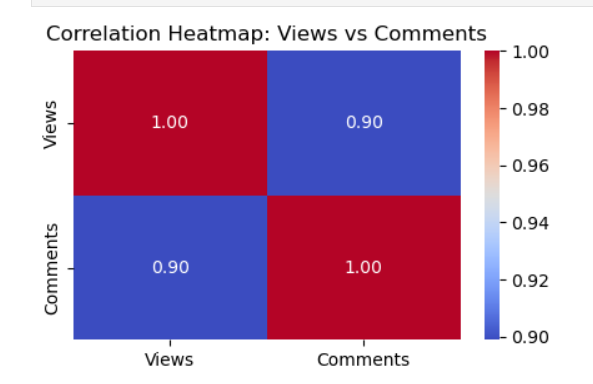 Correlation Heatmap: Views vs Comments
Views
Comments
1.00
0.90
0.90
1.00
Views
Comments
1.00
0.98
0.96
0.94
0.92
0.90